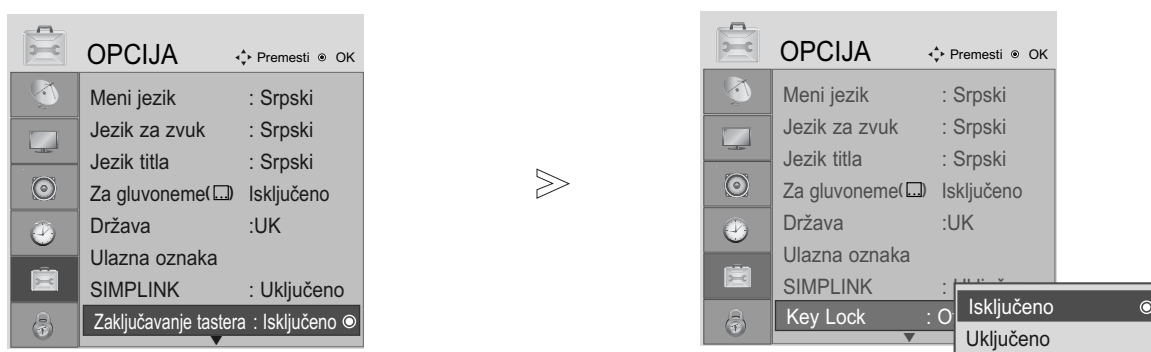 OPCIJA Premesti OK
Meni jezik : Srpski
Jezik za zvuk : Srpski
Jezik titla : Srpski
Za gluvoneme( ) Isključeno
Država :UK
Ulazna oznaka
SIMPLINK : Uključeno
Zaključavanje tastera : Isključeno
OPCIJA Premesti OK
Meni jezik : Srpski
Jezik za zvuk : Srpski
Jezik titla : Srpski
Za gluvoneme( ) Isključeno
Država :UK
Ulazna oznaka
SIMPLINK :
Key Lock : O
Isključeno
Uključeno